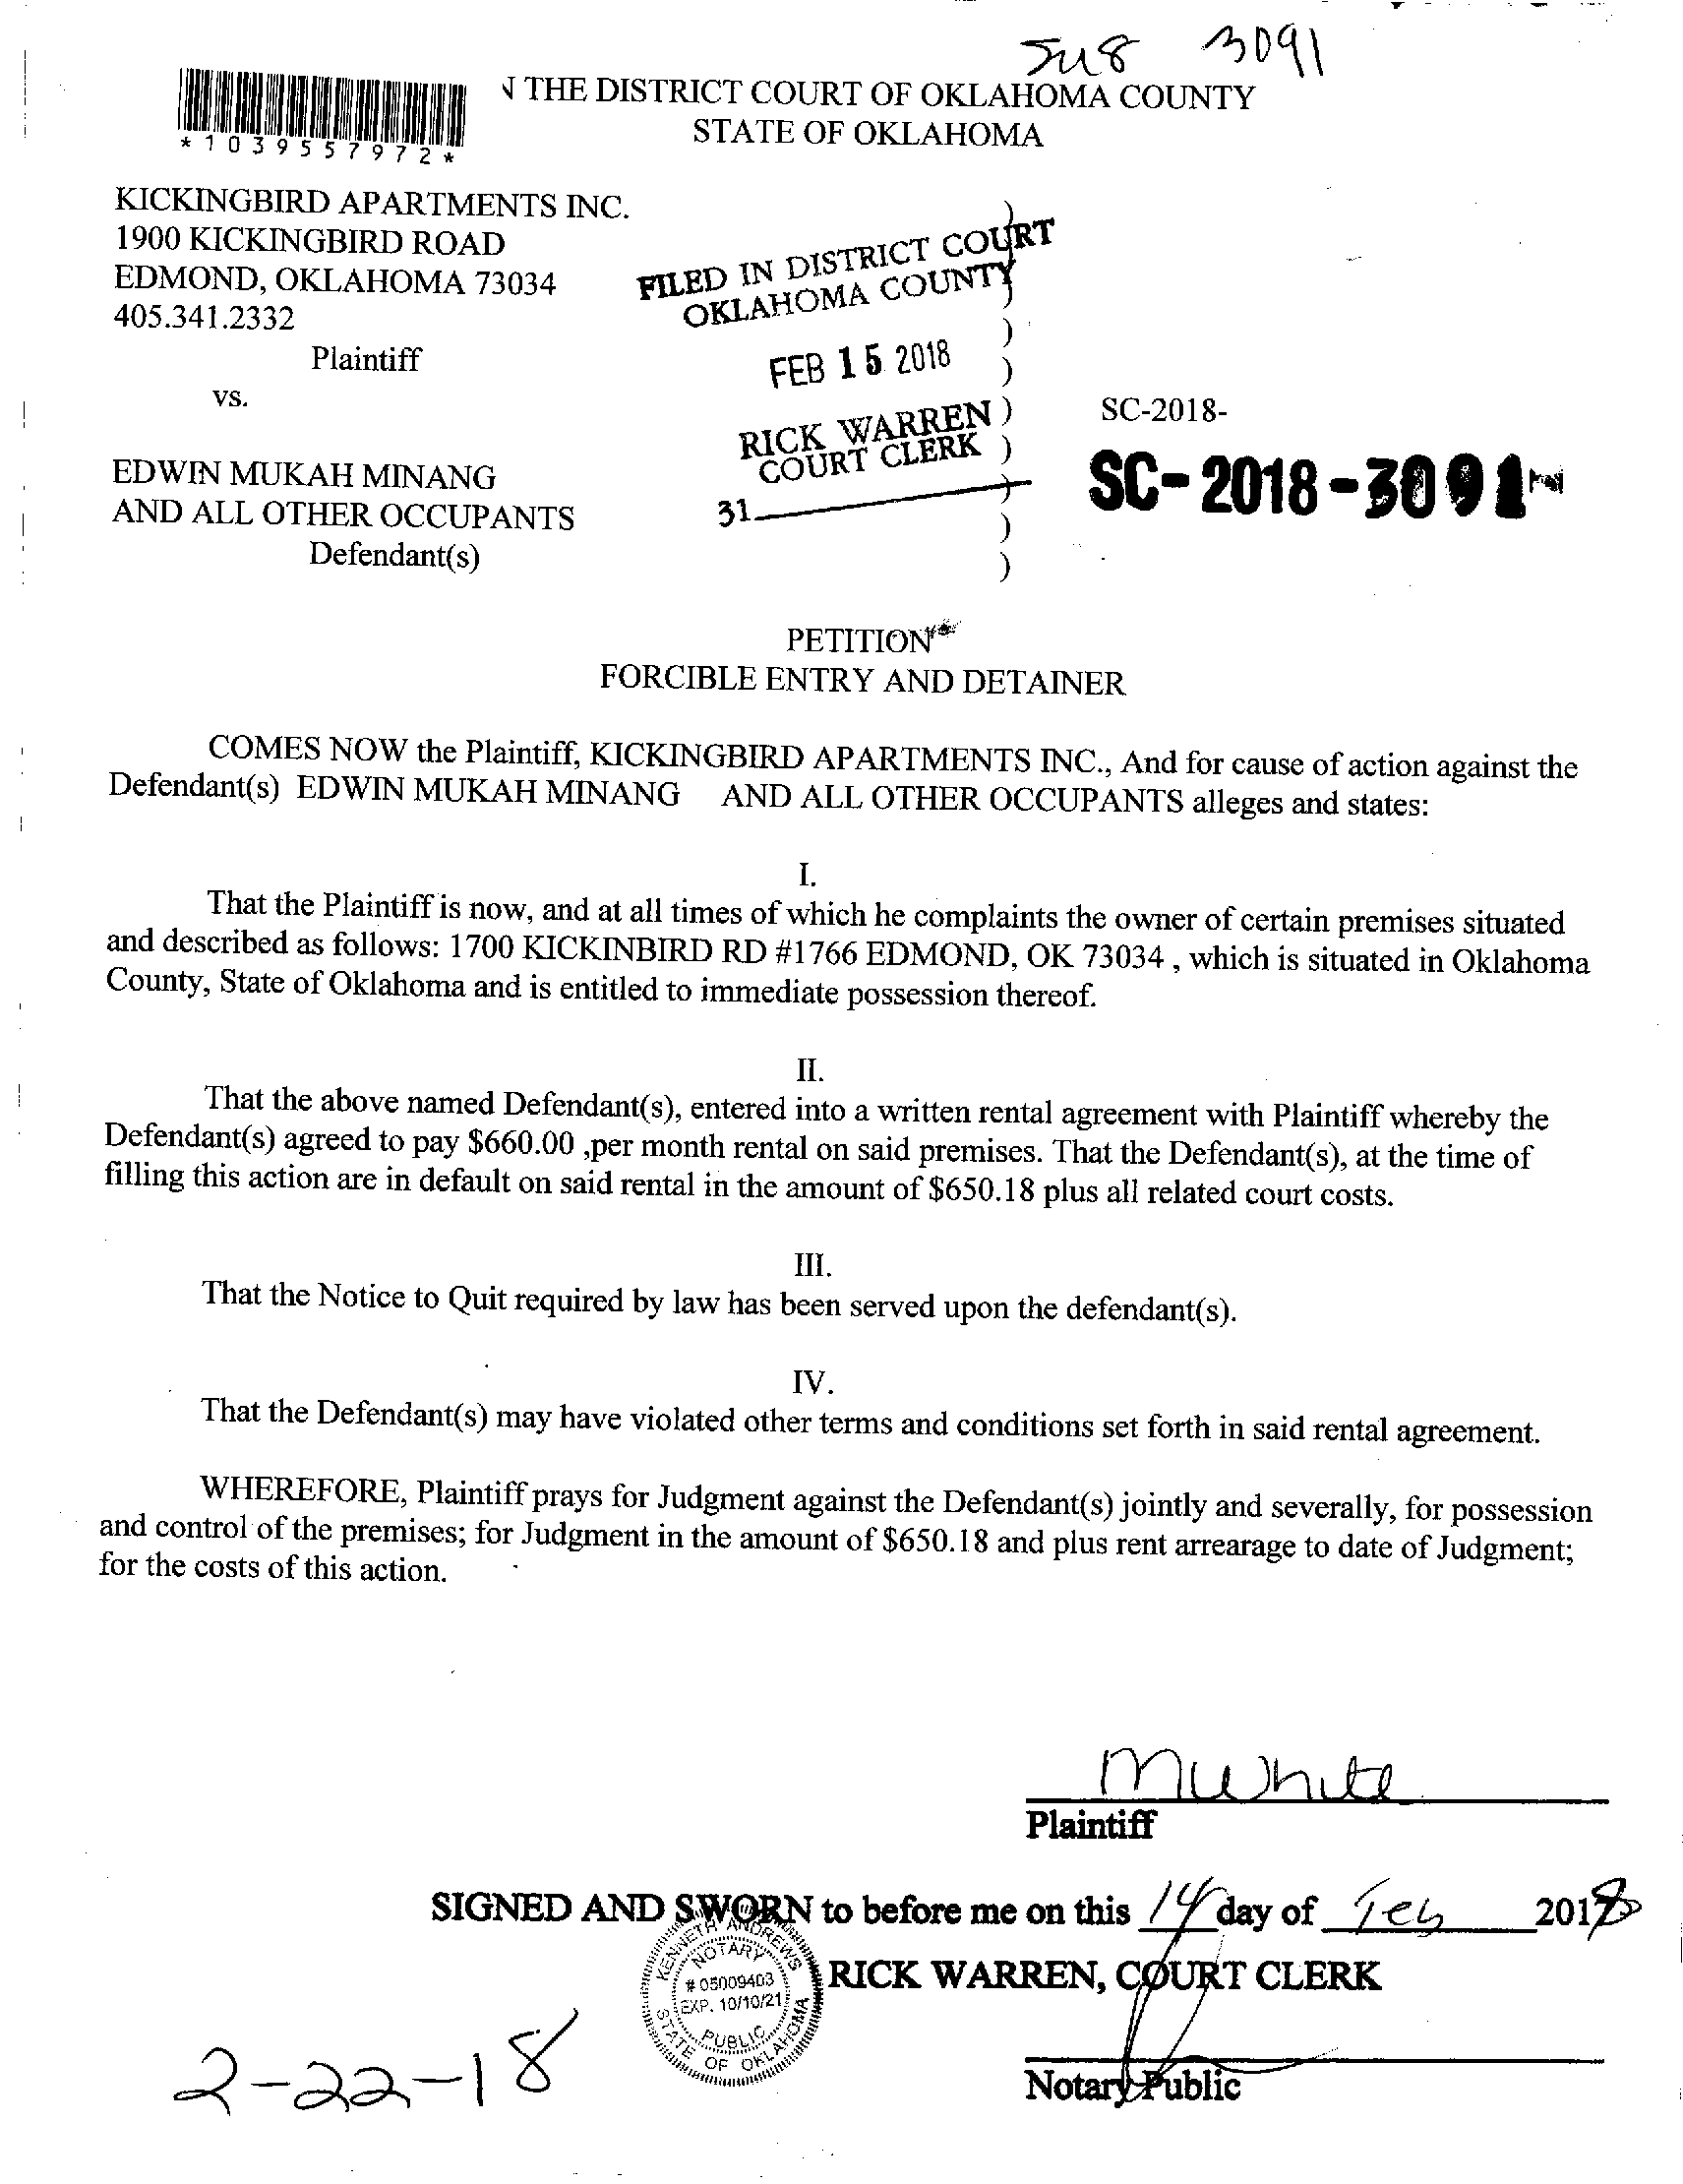 3091
THE DISTRICT COURT OF OKLAHOMA COUNTY
STATE OF OKLAHOMA
*1039557972*
KICKINGBIRD APARTMENTS INC.
1900 KICKINGBIRD ROAD
EDMOND, OKLAHOMA 73034
405.341.2332
Plaintiff
vs.
EDWIN MUKAH MINANG
AND ALL OTHER OCCUPANTS
Defendant(s)
FILED IN DISTRICT COURT
OKLAHOMA COUNTY
FEB 15 2018
RICK WARREN
COURT CLERK
31
)
)
)
)
)
)
)
)
)
SC-2018-
SC-2018-3091
PETITION
FORCIBLE ENTRY AND DETAINER
COMES NOW the Plaintiff, KICKINGBIRD APARTMENTS INC., And for cause of action against the
Defendant(s) EDWIN MUKAH MINANG AND ALL OTHER OCCUPANTS alleges and states:
I.
That the Plaintiff is now, and at all times of which he complaints the owner of certain premises situated
and described as follows: 1700 KICKINBIRD RD #1766 EDMOND, OK 73034 , which is situated in Oklahoma
County, State of Oklahoma and is entitled to immediate possession thereof.
II.
That the above named Defendant(s), entered into a written rental agreement with Plaintiff whereby the
Defendant(s) agreed to pay $660.00 ,per month rental on said premises. That the Defendant(s), at the time of
filling this action are in default on said rental in the amount of $650.18 plus all related court costs.
III.
That the Notice to Quit required by law has been served upon the defendant(s).
IV.
That the Defendant(s) may have violated other terms and conditions set forth in said rental agreement.
WHEREFORE, Plaintiff prays for Judgment against the Defendant(s) jointly and severally, for possession
and control of the premises; for Judgment in the amount of $650.18 and plus rent arrearage to date of Judgment;
for the costs of this action.
MWhite
Plaintiff
SIGNED AND SWORN to before me on this 14 day of Feb 2018
KENNETH ANDREWS
NOTARY
# 05009403
EXP. 10/10/21
PUBLIC
STATE OF OKLAHOMA
RICK WARREN, COURT CLERK
Notary Public
2-22-18